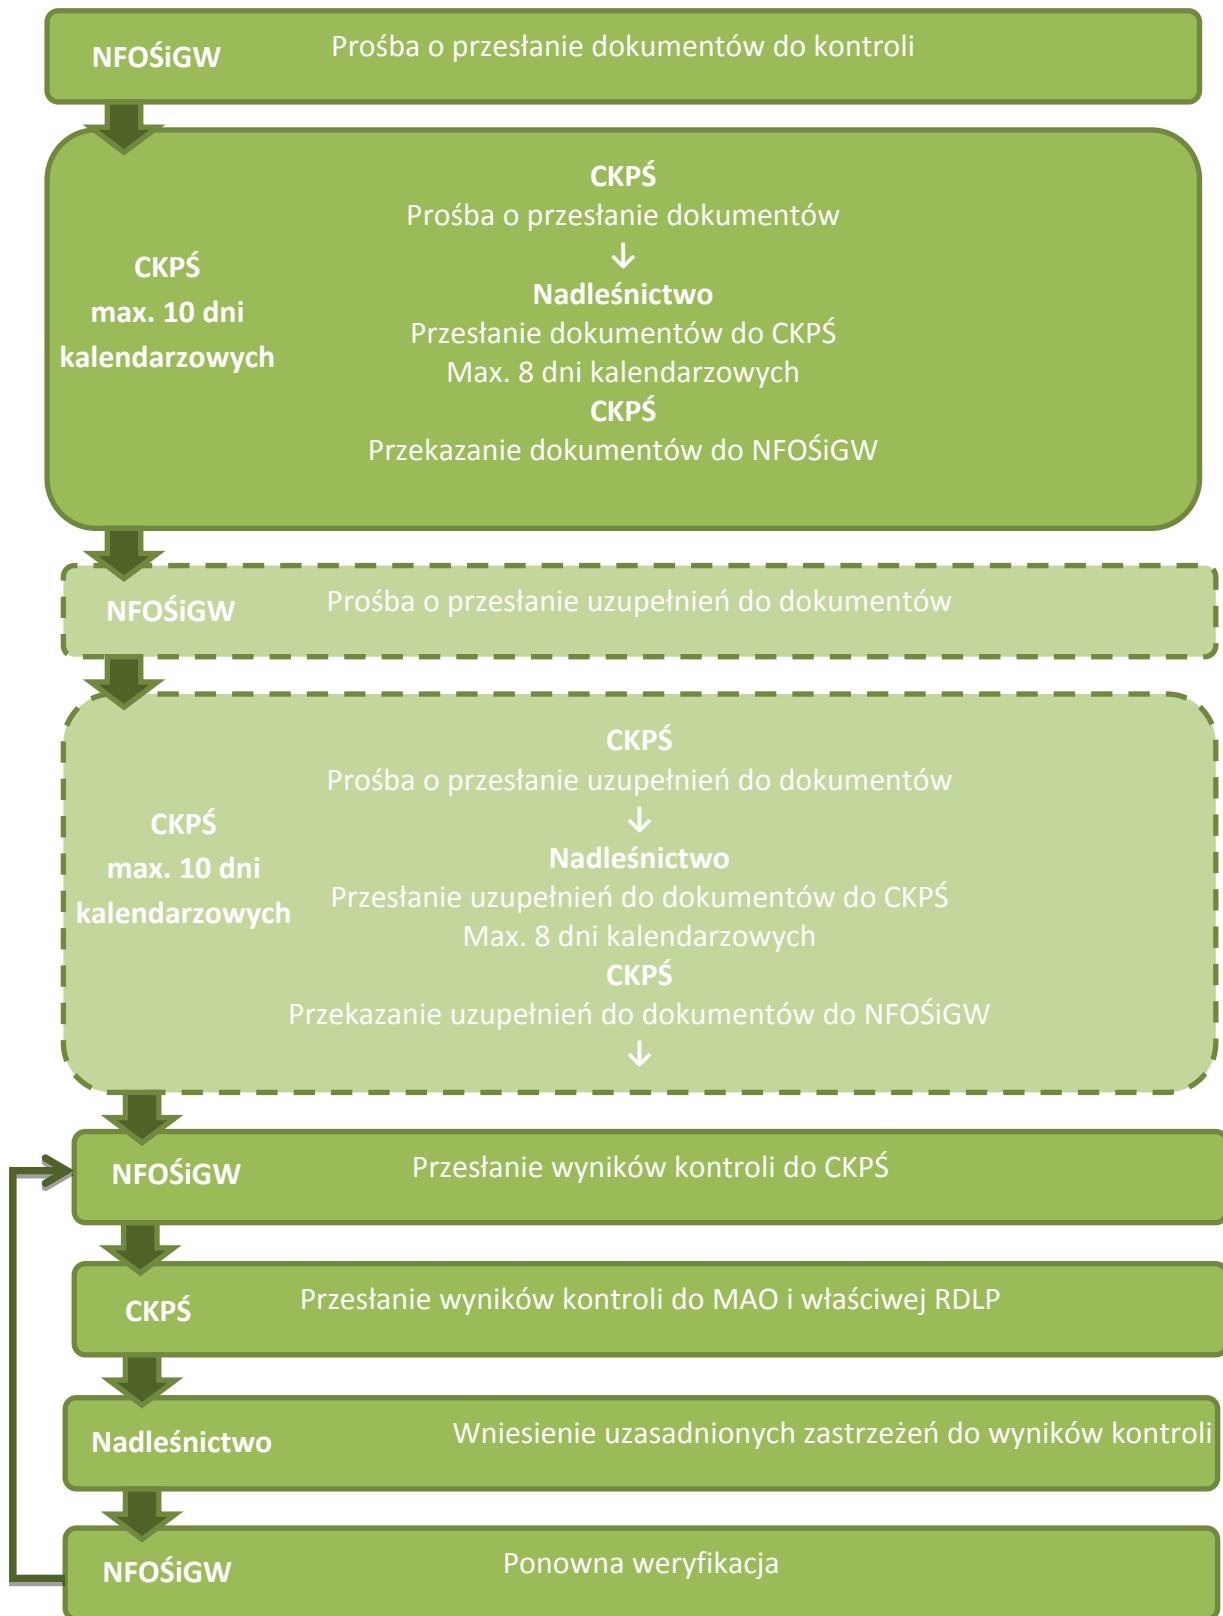 NFOŚiGW
Prośba o przesłanie dokumentów do kontroli
CKPŚ
max. 10 dni
kalendarzowych
CKPŚ
Prośba o przesłanie dokumentów
↓
Nadleśnictwo
Przesłanie dokumentów do CKPŚ
Max. 8 dni kalendarzowych
CKPŚ
Przekazanie dokumentów do NFOŚiGW
NFOŚiGW
Prośba o przesłanie uzupełnień do dokumentów
CKPŚ
max. 10 dni
kalendarzowych
CKPŚ
Prośba o przesłanie uzupełnień do dokumentów
↓
Nadleśnictwo
Przesłanie uzupełnień do dokumentów do CKPŚ
Max. 8 dni kalendarzowych
CKPŚ
Przekazanie uzupełnień do dokumentów do NFOŚiGW
↓
NFOŚiGW
Przesłanie wyników kontroli do CKPŚ
CKPŚ
Przesłanie wyników kontroli do MAO i właściwej RDLP
Nadleśnictwo
Wniesienie uzasadnionych zastrzeżeń do wyników kontroli
NFOŚiGW
Ponowna weryfikacja